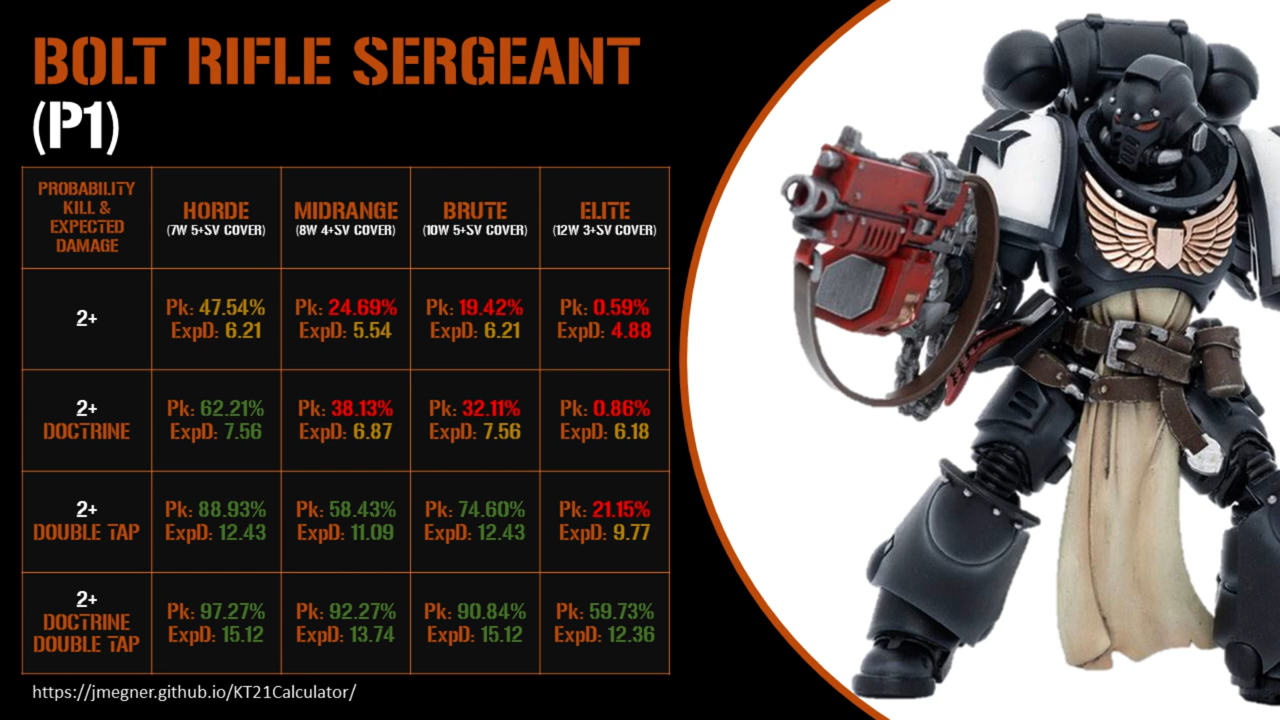 BOLT RIFLE SERGEANT
(P1)
PROBABILITY
KILL &
EXPECTED
DAMAGE
HORDE
(7W 5+SV COVER)
MIDRANGE
(8W 4+SV COVER)
BRUTE
(10W 5+SV COVER)
ELITE
(12W 3+SV COVER)
2+
Pk: 47.54%
ExpD: 6.21
Pk: 24.69%
ExpD: 5.54
Pk: 19.42%
ExpD: 6.21
Pk: 0.59%
ExpD: 4.88
2+
DOCTRINE
Pk: 62.21%
ExpD: 7.56
Pk: 38.13%
ExpD: 6.87
Pk: 32.11%
ExpD: 7.56
Pk: 0.86%
ExpD: 6.18
2+
DOUBLE TAP
Pk: 88.93%
ExpD: 12.43
Pk: 58.43%
ExpD: 11.09
Pk: 74.60%
ExpD: 12.43
Pk: 21.15%
ExpD: 9.77
2+
DOCTRINE
DOUBLE TAP
Pk: 97.27%
ExpD: 15.12
Pk: 92.27%
ExpD: 13.74
Pk: 90.84%
ExpD: 15.12
Pk: 59.73%
ExpD: 12.36
https://jmegner.github.io/KT21Calculator/